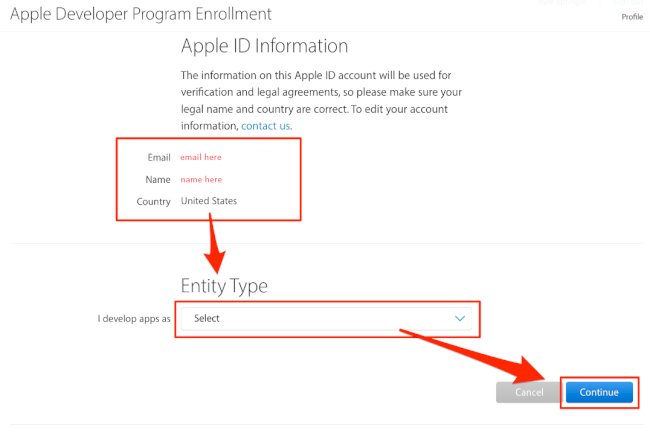 Apple Developer Program Enrollment
Profile
Apple ID Information
The information on this Apple ID account will be used for
verification and legal agreements, so please make sure your
legal name and country are correct. To edit your account
information, contact us.
Email email here
Name name here
Country United States
Entity Type
I develop apps as Select
Cancel Continue